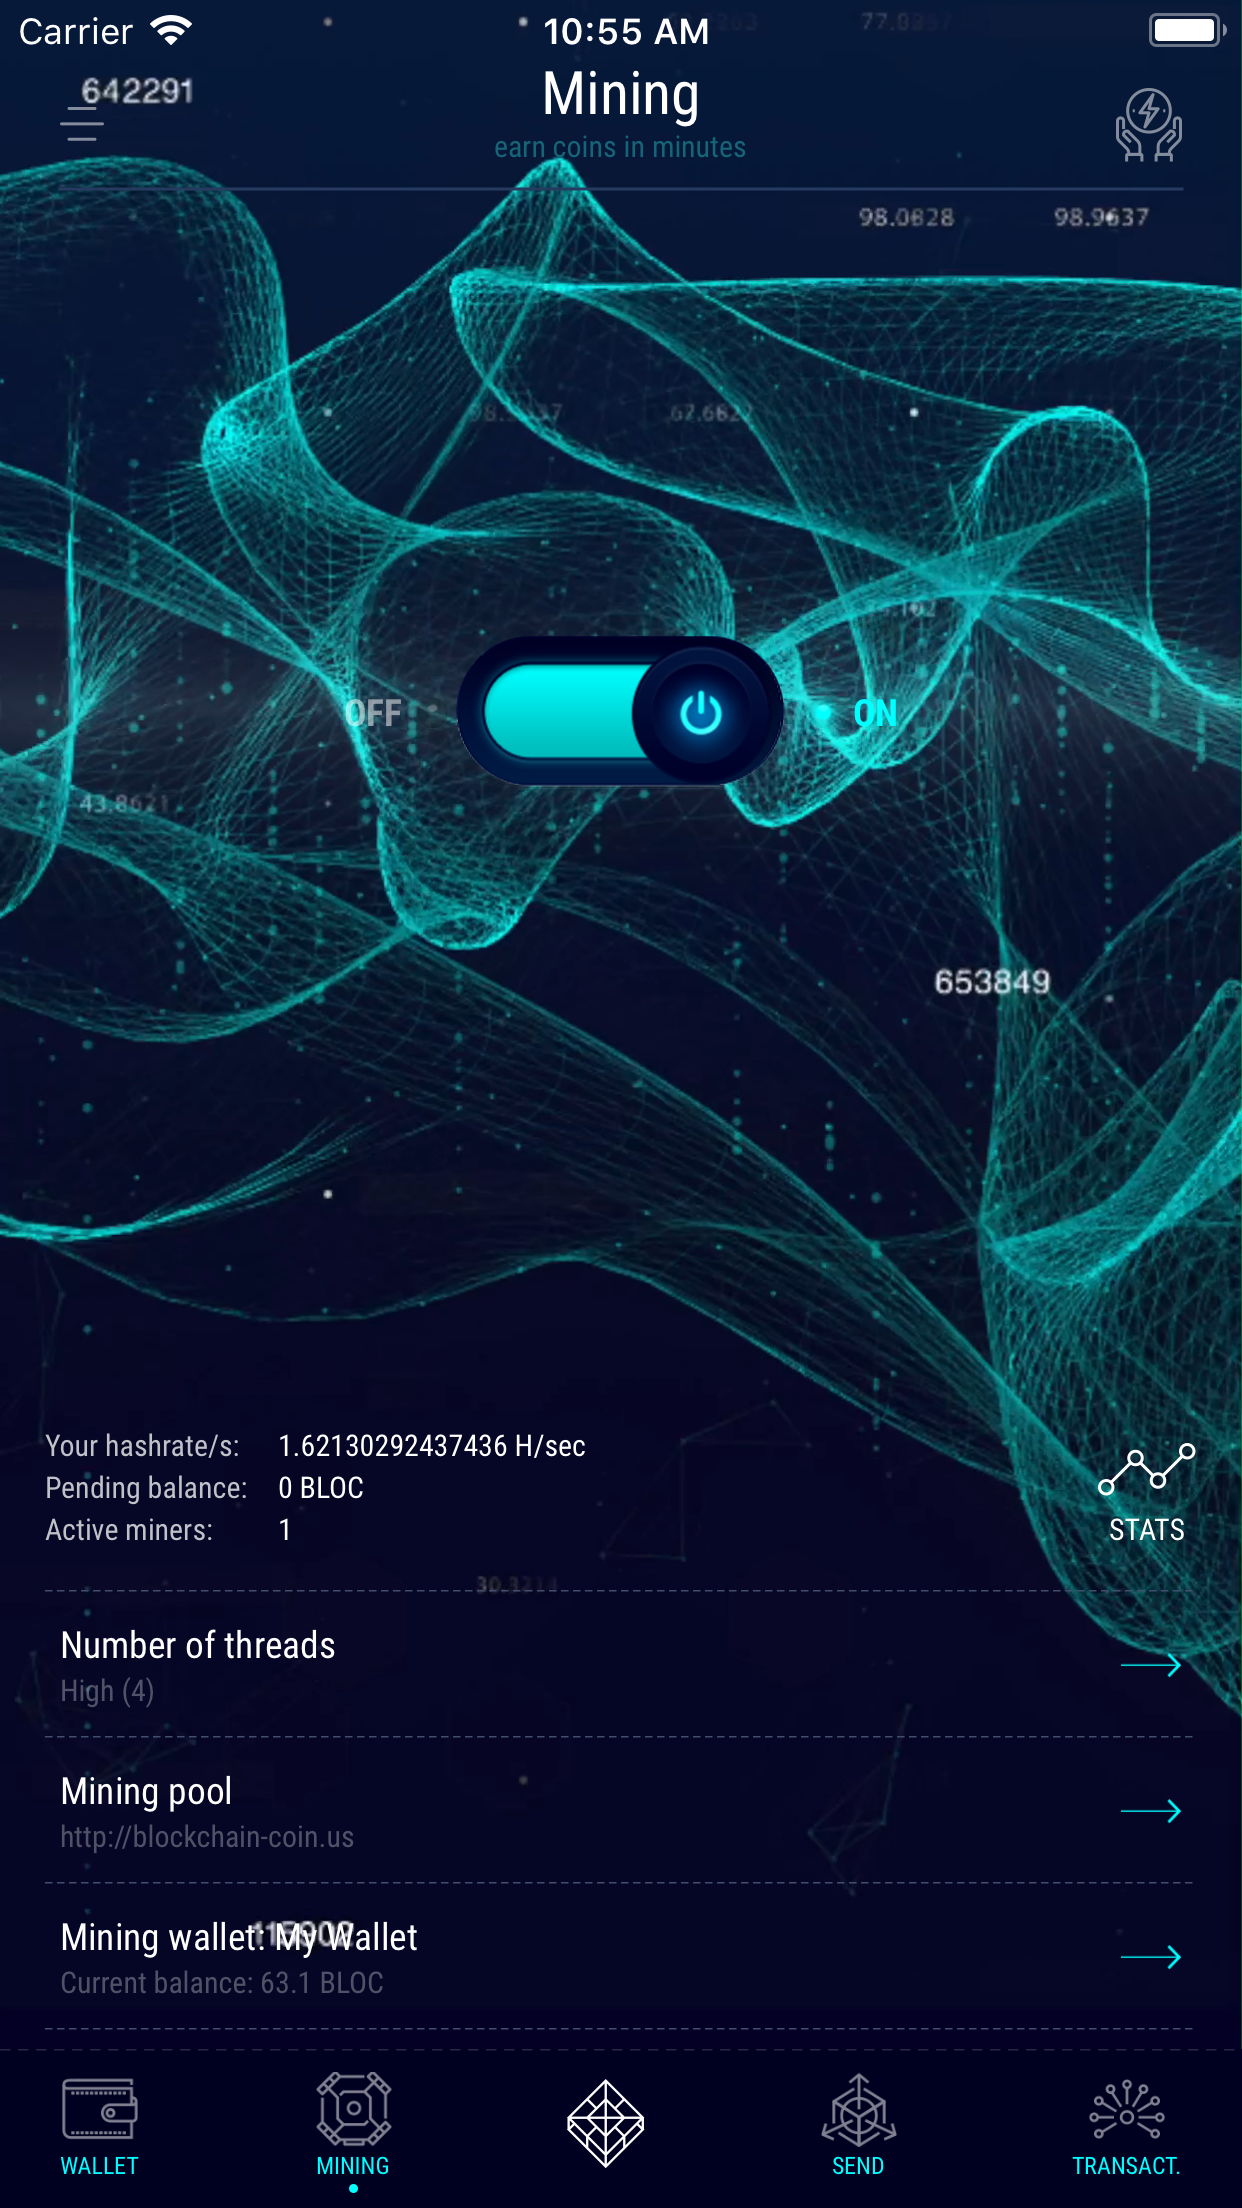 Carrier
10:55 AM
642291
Mining
earn coins in minutes
98.0828
98.9637
OFF
ON
653849
Your hashrate/s: 1.62130292437436 H/sec
Pending balance: 0 BLOC
Active miners: 1
STATS
Number of threads
High (4)
Mining pool
http://blockchain-coin.us
Mining wallet: My Wallet
Current balance: 63.1 BLOC
WALLET
MINING
SEND
TRANSACT.